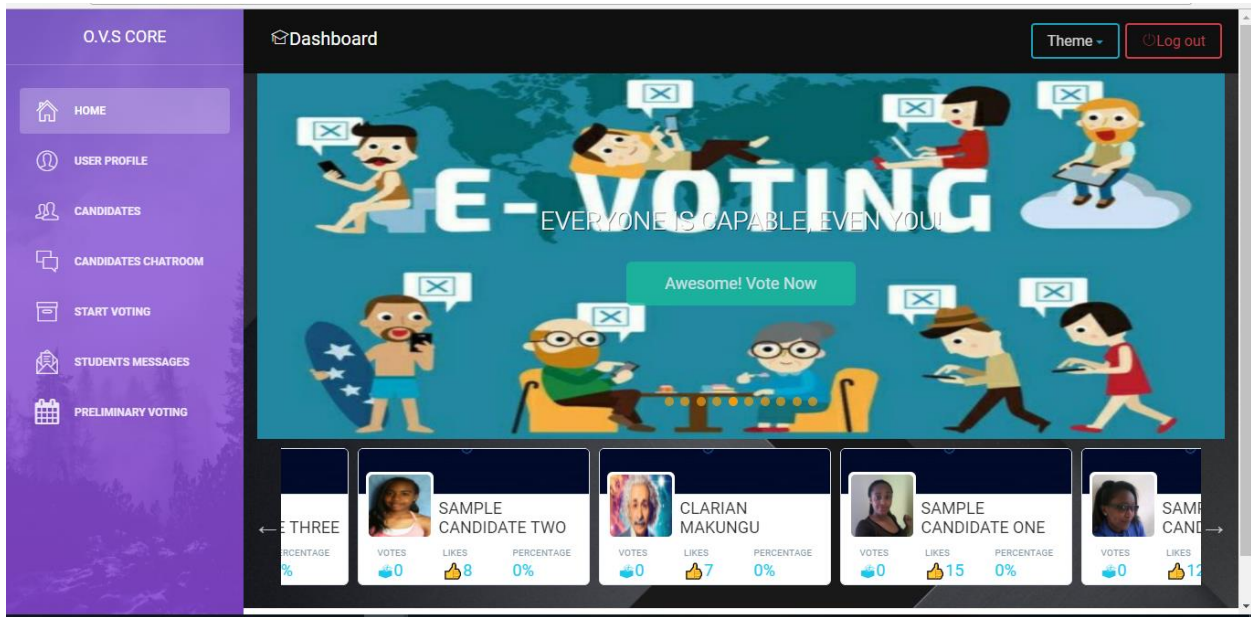 O.V.S CORE
Dashboard
Theme
Log out
HOME
USER PROFILE
CANDIDATES
CANDIDATES CHATROOM
START VOTING
STUDENTS MESSAGES
PRELIMINARY VOTING
E-VOTING
EVERYONE IS CAPABLE, EVEN YOU!
Awesome! Vote Now
THREE
%
SAMPLE
CANDIDATE TWO
VOTES LIKES PERCENTAGE
0 8 0%
CLARIAN
MAKUNGU
VOTES LIKES PERCENTAGE
0 7 0%
SAMPLE
CANDIDATE ONE
VOTES LIKES PERCENTAGE
0 15 0%
VOTES LIKES
0 12